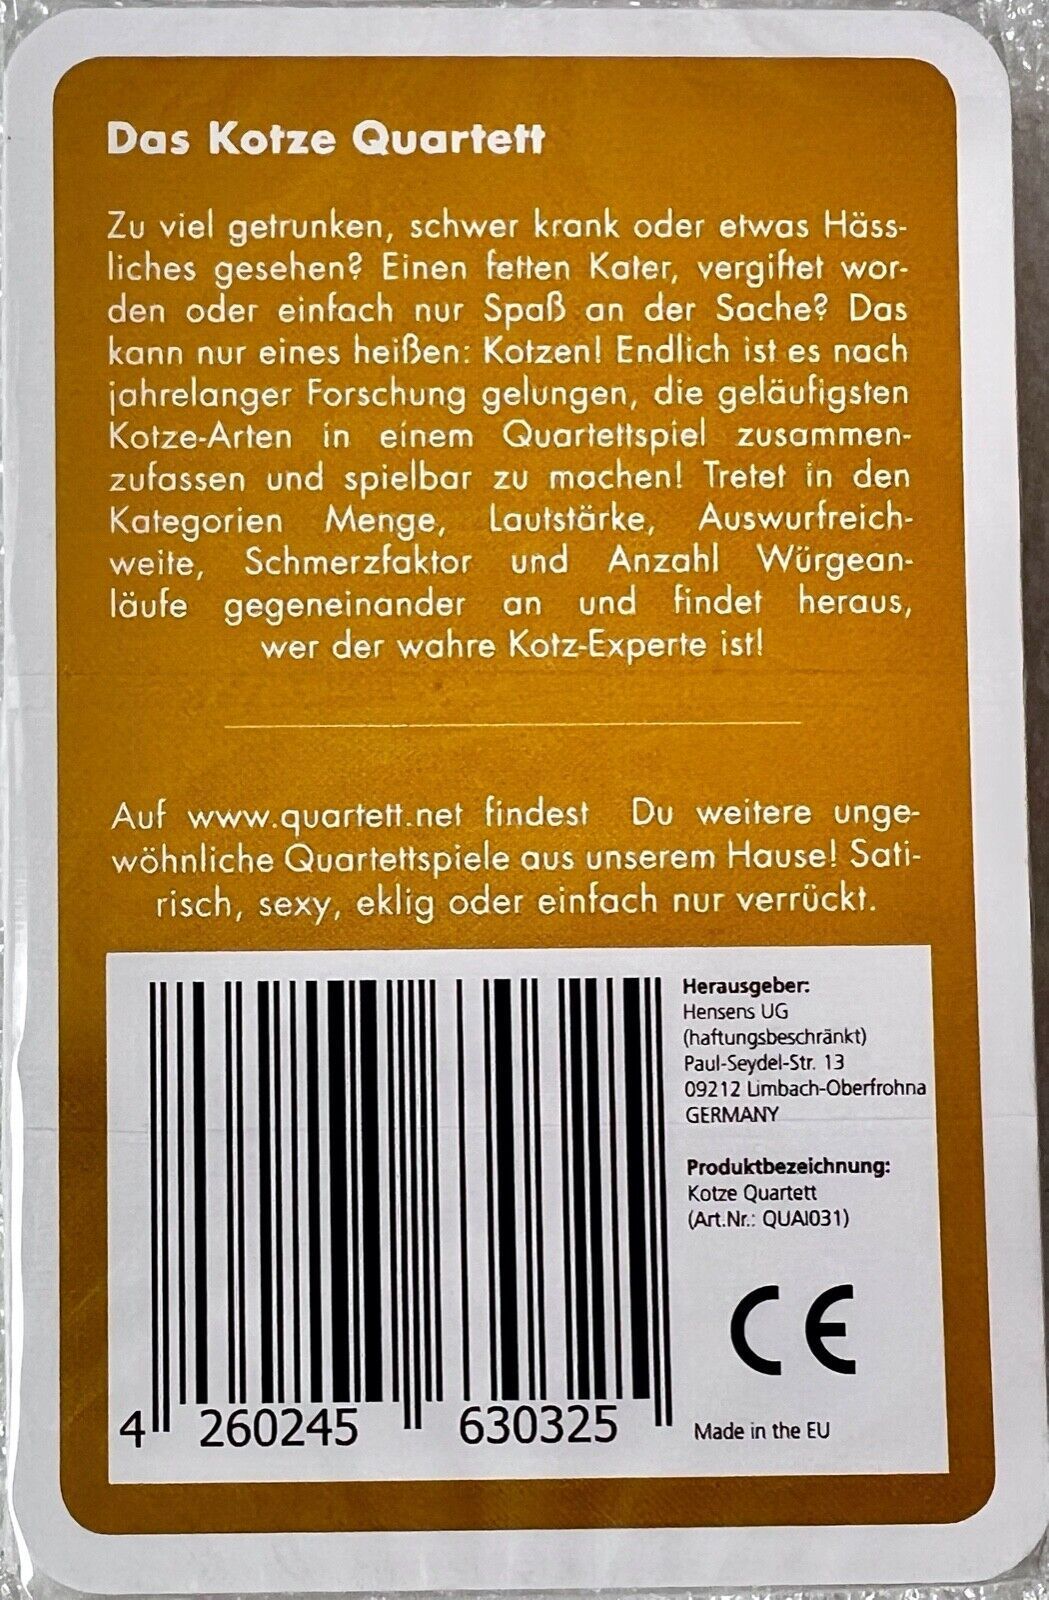 Das Kotze Quartett
Zu viel getrunken, schwer krank oder etwas Häss-
liches gesehen? Einen fetten Kater, vergiftet wor-
den oder einfach nur Spaß an der Sache? Das
kann nur eines heißen: Kotzen! Endlich ist es nach
jahrelanger Forschung gelungen, die geläufigsten
Kotze-Arten in einem Quartettspiel zusammen-
zufassen und spielbar zu machen! Tretet in den
Kategorien Menge, Lautstärke, Auswurfreich-
weite, Schmerzfaktor und Anzahl Würgean-
läufe gegeneinander an und findet heraus,
wer der wahre Kotz-Experte ist!
Auf www.quartett.net findest Du weitere unge-
wöhnliche Quartettspiele aus unserem Hause! Sati-
risch, sexy, eklig oder einfach nur verrückt.
Herausgeber:
Hensens UG
(haftungsbeschränkt)
Paul-Seydel-Str. 13
09212 Limbach-Oberfrohna
GERMANY
Produktbezeichnung:
Kotze Quartett
(Art.Nr.: QUAI031)
CE
Made in the EU
4 260245 630325